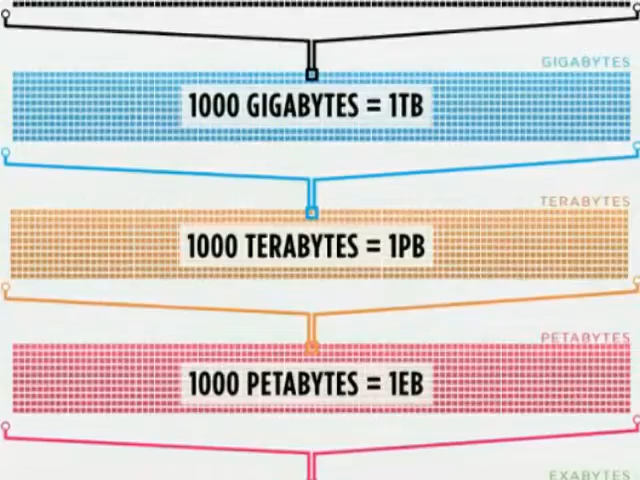 GIGABYTES
1000 GIGABYTES = 1TB
TERABYTES
1000 TERABYTES = 1PB
PETABYTES
1000 PETABYTES = 1EB
EXABYTES